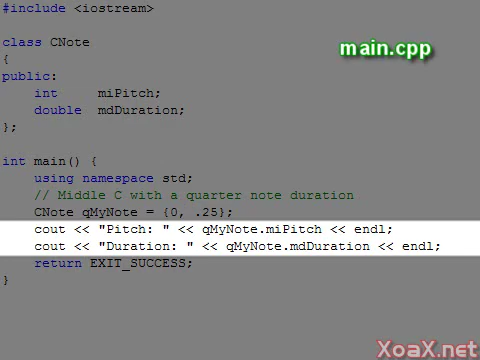 #include <iostream>
main.cpp
class CNote
{
public:
    int     miPitch;
    double  mdDuration;
};
int main() {
    using namespace std;
    // Middle C with a quarter note duration
    CNote qMyNote = {0, .25};
    cout << "Pitch: " << qMyNote.miPitch << endl;
    cout << "Duration: " << qMyNote.mdDuration << endl;
    return EXIT_SUCCESS;
}
XoaX.net